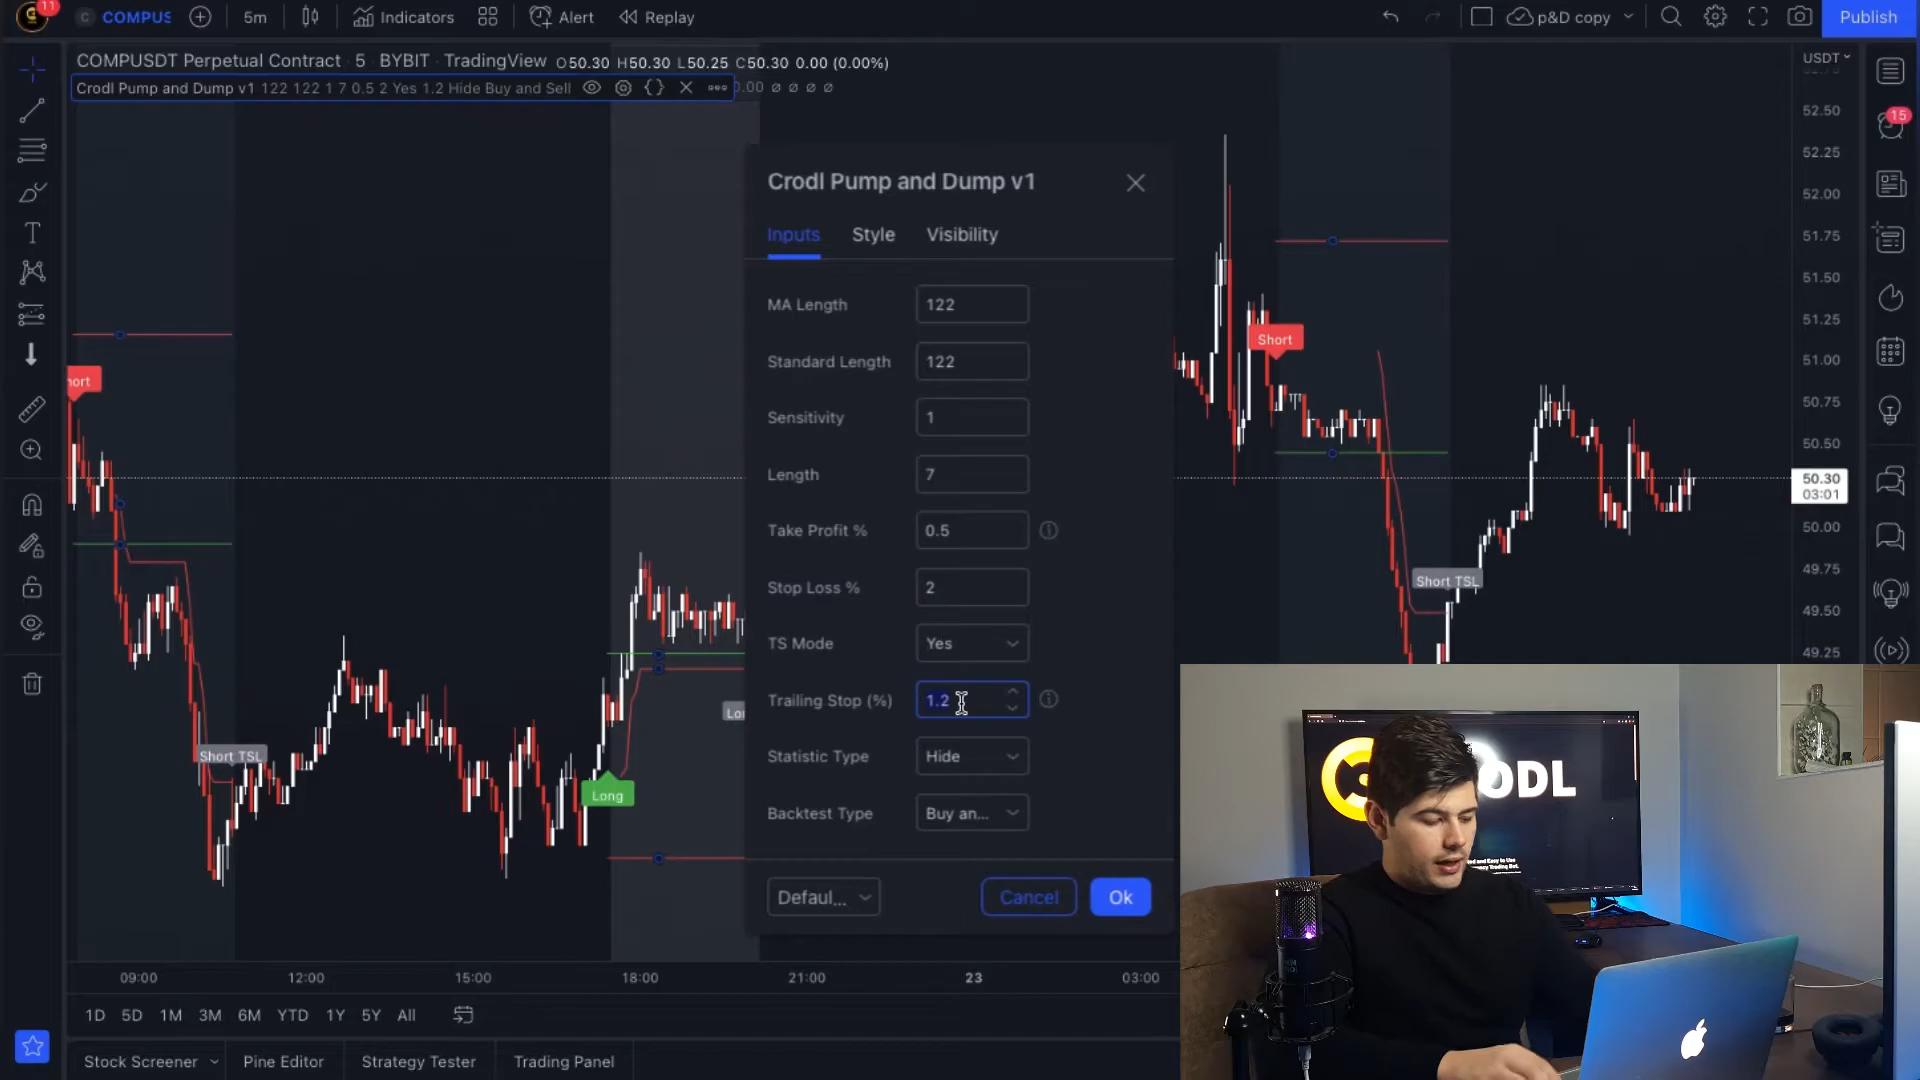 11
C COMPUS
5m
Indicators
Alert
Replay
p&D copy
Publish
COMPUSDT Perpetual Contract · 5 · BYBIT · TradingView O50.30 H50.30 L50.25 C50.30 0.00 (0.00%)
Crodl Pump and Dump v1 122 122 1 7 0.5 2 Yes 1.2 Hide Buy and Sell
0.00 ∅ ∅ ∅ ∅
USDT
52.50
15
52.25
52.00
51.75
51.50
51.25
51.00
50.75
50.50
50.30
03:01
50.00
49.75
49.50
49.25
Crodl Pump and Dump v1
Inputs
Style
Visibility
MA Length
122
Standard Length
122
Sensitivity
1
Length
7
Take Profit %
0.5
Stop Loss %
2
TS Mode
Yes
Trailing Stop (%)
1.2
Statistic Type
Hide
Backtest Type
Buy an...
Defaul...
Cancel
Ok
hort
Short
Short TSL
Short TSL
Long
Lo
ODL
09:00
12:00
15:00
18:00
21:00
23
03:00
1D
5D
1M
3M
6M
YTD
1Y
5Y
All
Stock Screener
Pine Editor
Strategy Tester
Trading Panel